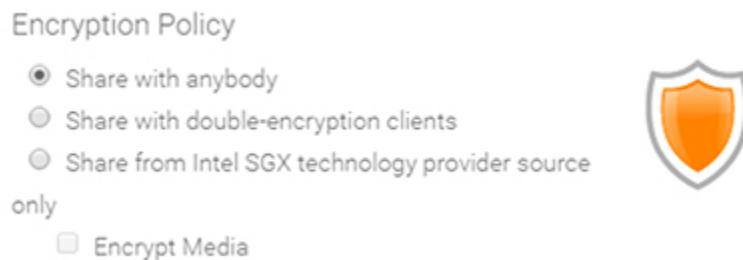 Encryption Policy
Share with anybody
Share with double-encryption clients
Share from Intel SGX technology provider source
only
Encrypt Media